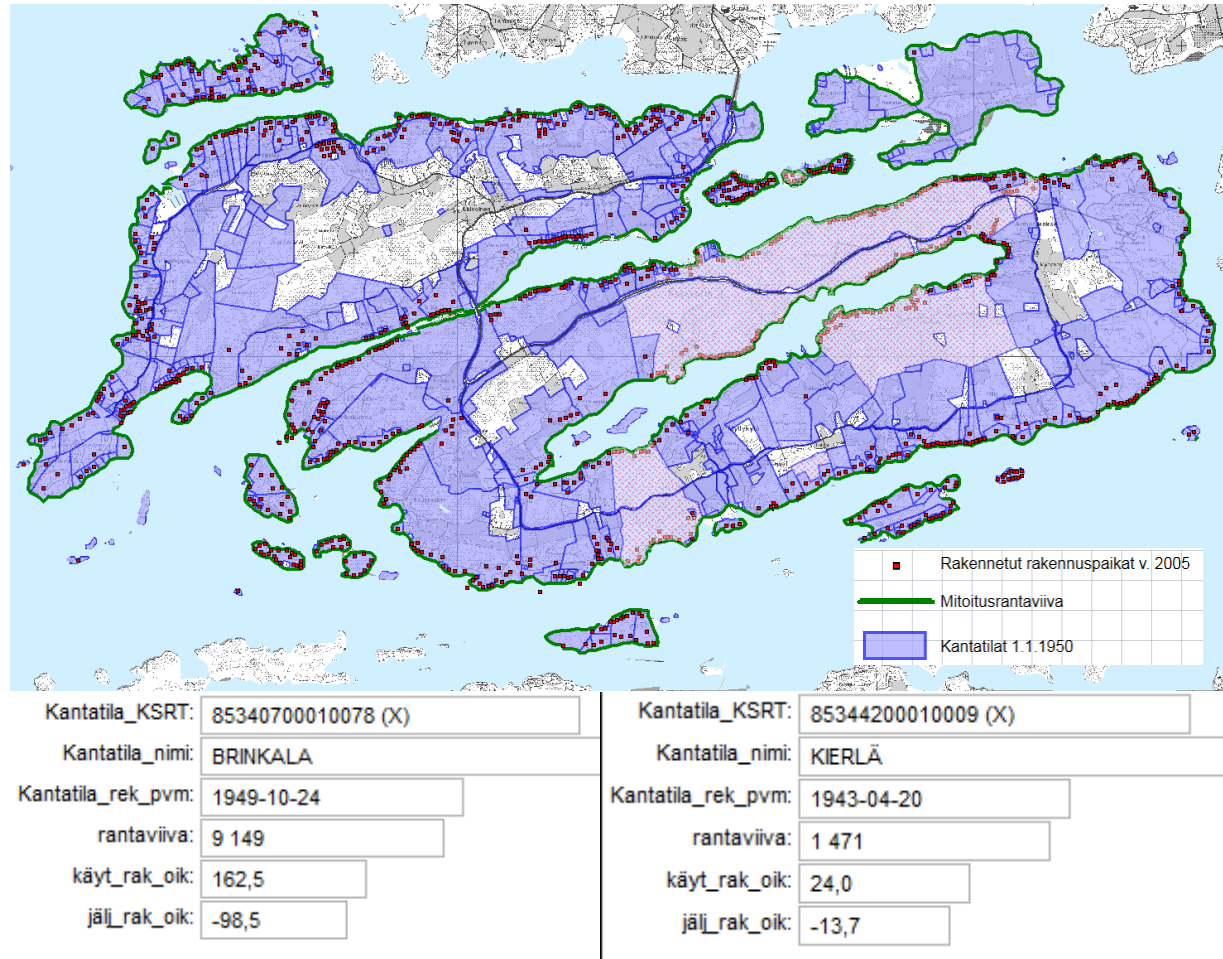 Rakennetut rakennuspaikat v. 2005
Mitoitusrantaviiva
Kantatilat 1.1.1950
Kantatila_KSRT: 85340700010078 (X)
Kantatila_nimi: BRINKALA
Kantatila_rek_pvm: 1949-10-24
rantaviiva: 9 149
käyt_rak_oik: 162,5
jälj_rak_oik: -98,5
Kantatila_KSRT: 85344200010009 (X)
Kantatila_nimi: KIERLÄ
Kantatila_rek_pvm: 1943-04-20
rantaviiva: 1 471
käyt_rak_oik: 24,0
jälj_rak_oik: -13,7